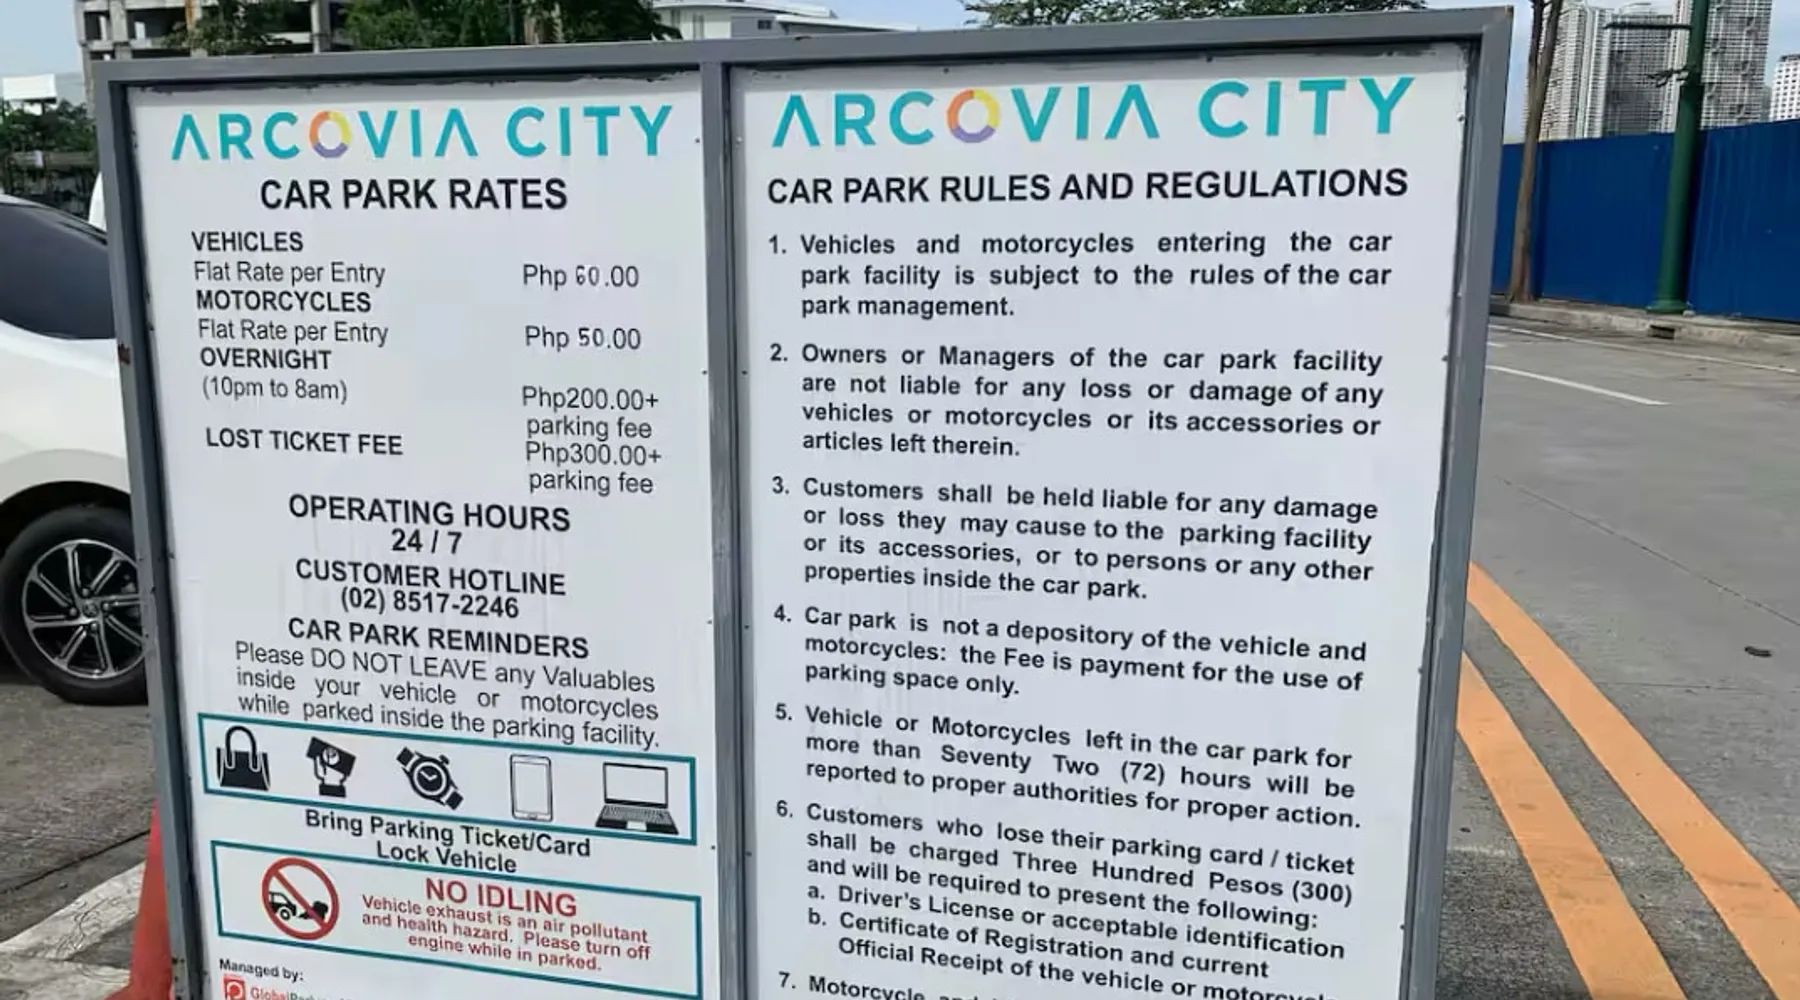 ARCOVIA CITY
CAR PARK RATES
VEHICLES
Flat Rate per Entry Php 60.00
MOTORCYCLES
Flat Rate per Entry Php 50.00
OVERNIGHT
(10pm to 8am) Php200.00+
parking fee
LOST TICKET FEE Php300.00+
parking fee
OPERATING HOURS
24 / 7
CUSTOMER HOTLINE
(02) 8517-2246
CAR PARK REMINDERS
Please DO NOT LEAVE any Valuables
inside your vehicle or motorcycles
while parked inside the parking facility.
Bring Parking Ticket/Card
Lock Vehicle
NO IDLING
Vehicle exhaust is an air pollutant
and health hazard. Please turn off
engine while in parked.
Managed by:
ARCOVIA CITY
CAR PARK RULES AND REGULATIONS
1. Vehicles and motorcycles entering the car
park facility is subject to the rules of the car
park management.
2. Owners or Managers of the car park facility
are not liable for any loss or damage of any
vehicles or motorcycles or its accessories or
articles left therein.
3. Customers shall be held liable for any damage
or loss they may cause to the parking facility
or its accessories, or to persons or any other
properties inside the car park.
4. Car park is not a depository of the vehicle and
motorcycles: the Fee is payment for the use of
parking space only.
5. Vehicle or Motorcycles left in the car park for
more than Seventy Two (72) hours will be
reported to proper authorities for proper action.
6. Customers who lose their parking card / ticket
shall be charged Three Hundred Pesos (300)
and will be required to present the following:
a. Driver's License or acceptable identification
b. Certificate of Registration and current
Official Receipt of the vehicle or
7. Motorcycle